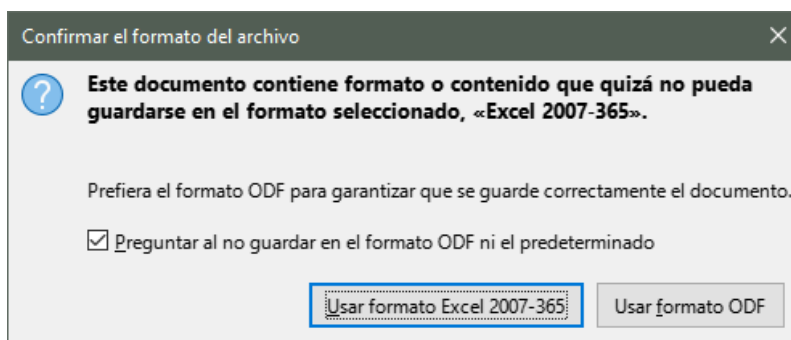 Confirmar el formato del archivo
Este documento contiene formato o contenido que quizá no pueda
guardarse en el formato seleccionado, «Excel 2007-365».
Prefiera el formato ODF para garantizar que se guarde correctamente el documento.
Preguntar al no guardar en el formato ODF ni el predeterminado
Usar formato Excel 2007-365 Usar formato ODF